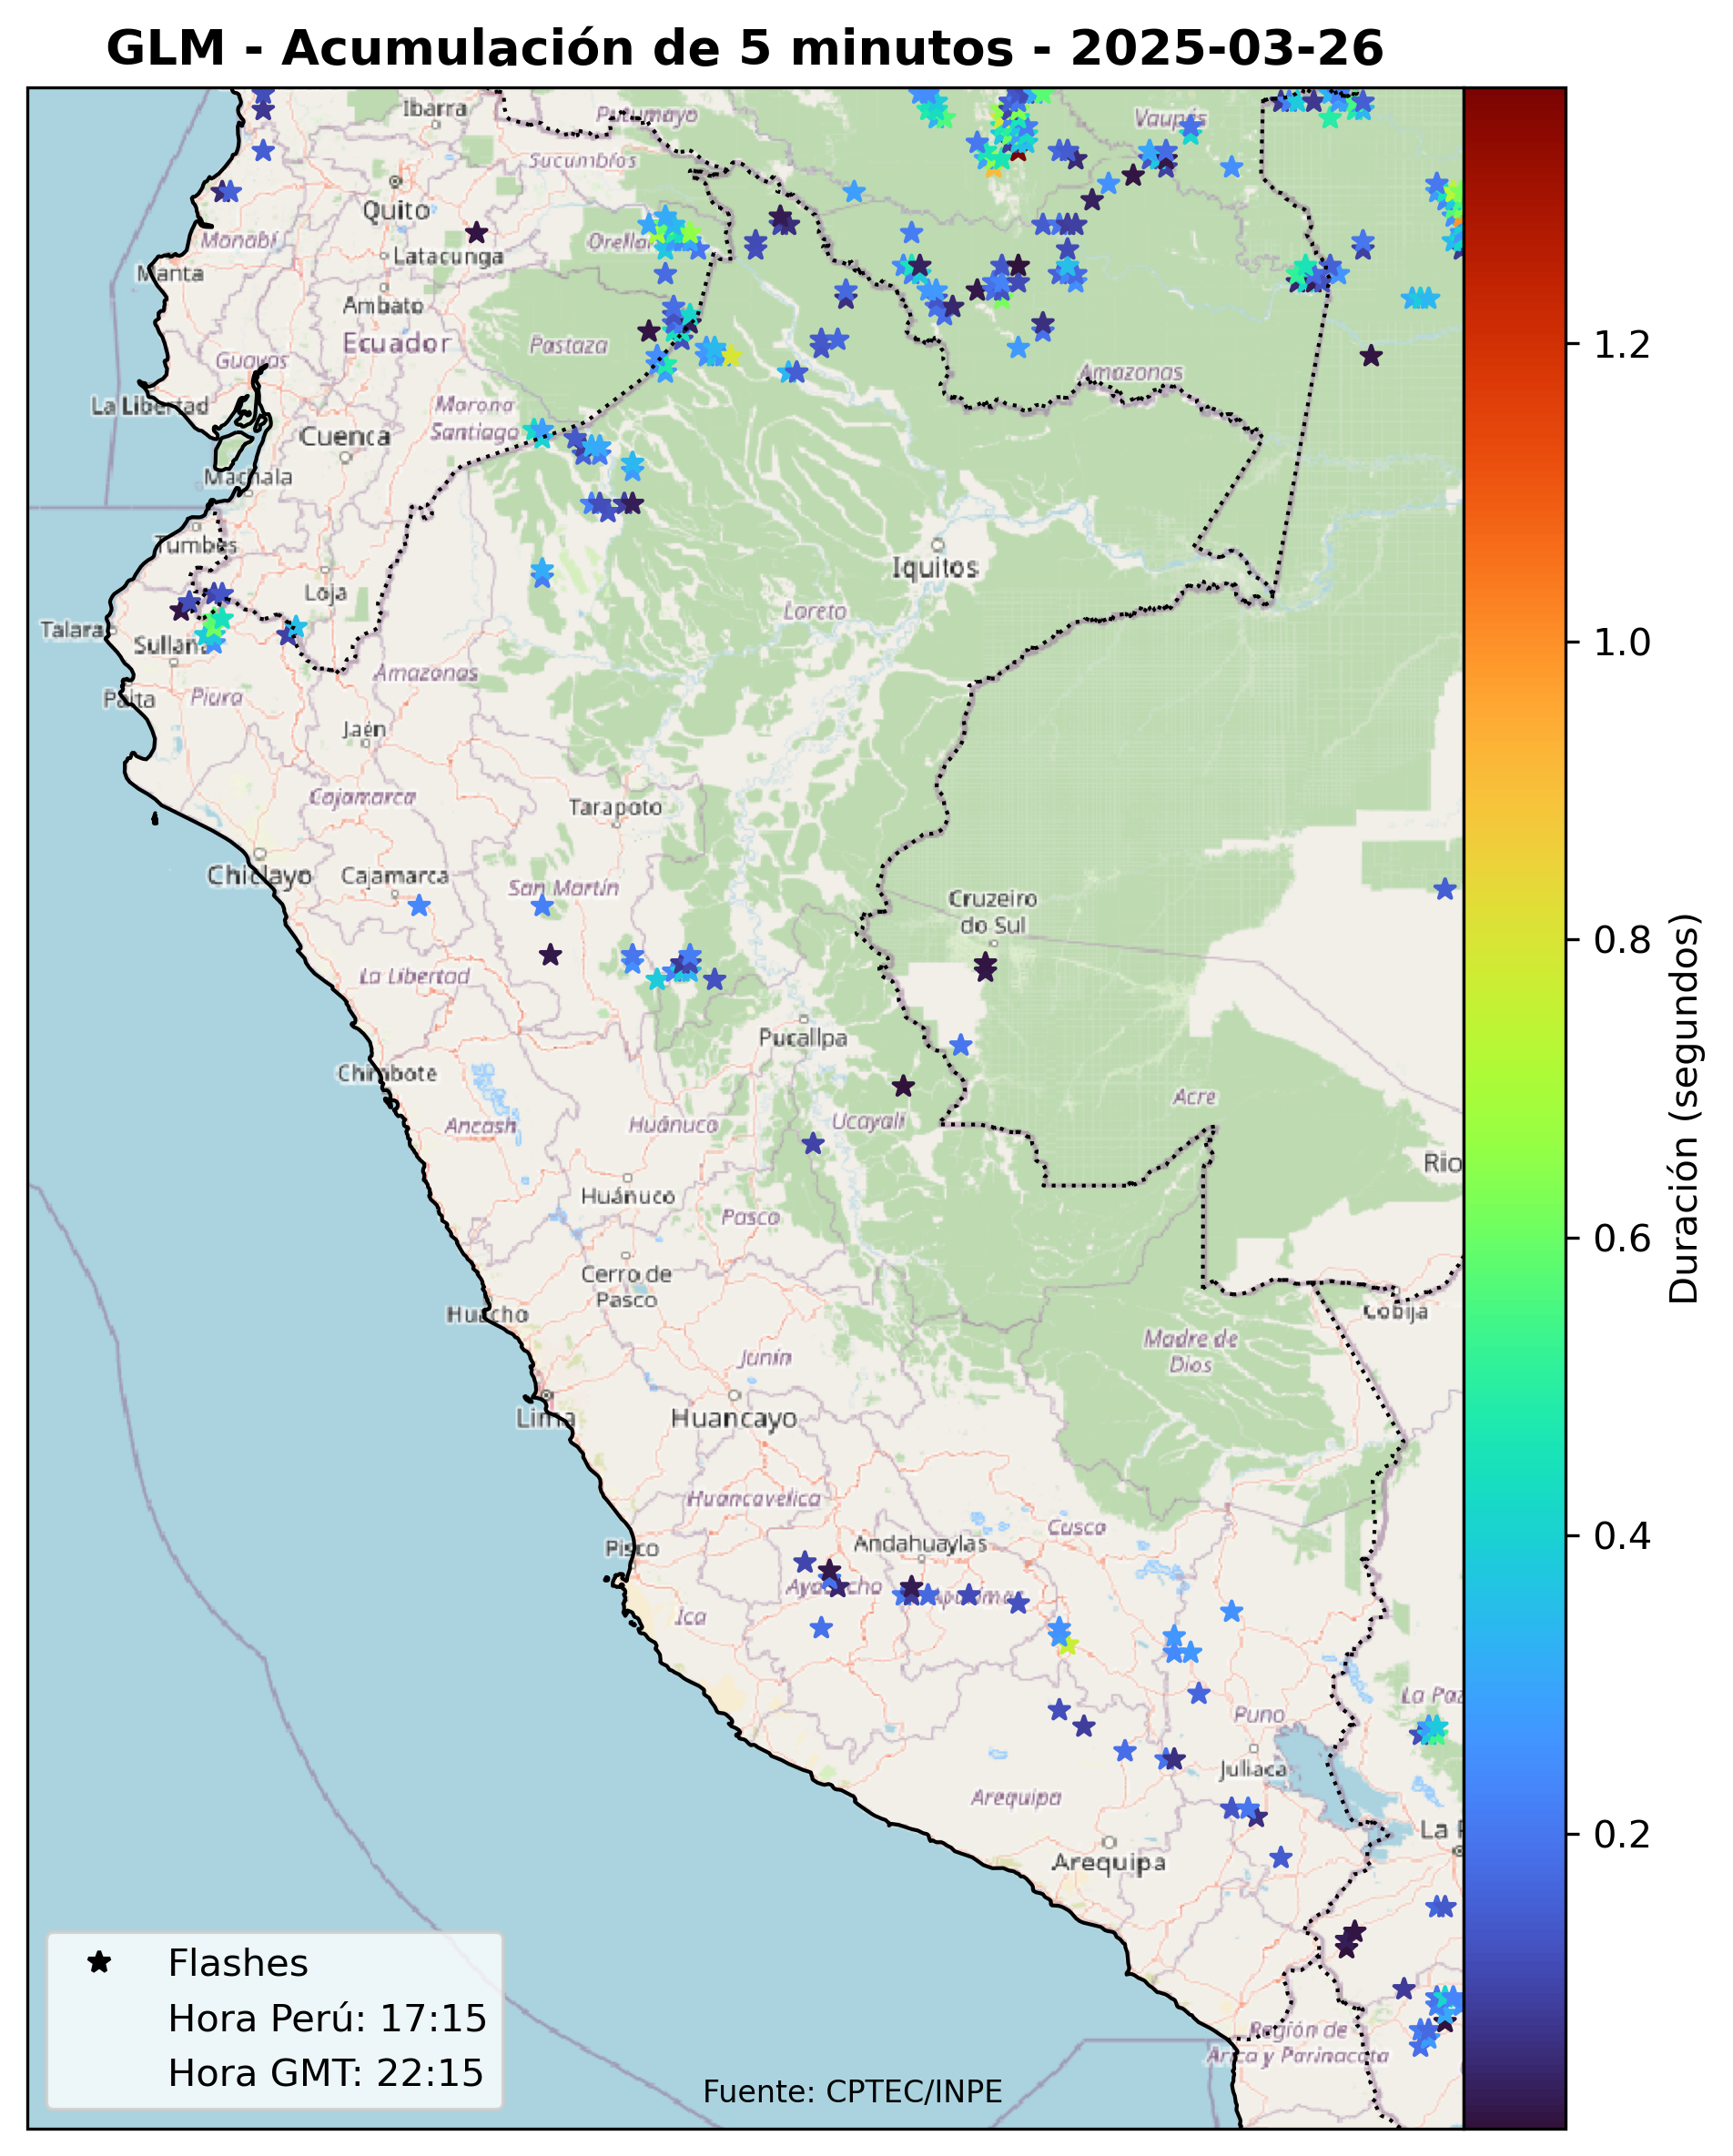 GLM - Acumulación de 5 minutos - 2025-03-26
Ibarra
Putumayo
Vaupés
Sucumbíos
Quito
Manabí
Orellan
Latacunga
Manta
Ambato
Ecuador
Pastaza
Guayas
Amazonas
La Libertad
Morona
Santiago
Cuenca
Machala
Tumbes
Iquitos
Loja
Loreto
Talara
Sullana
Amazonas
Paita
Piura
Jaén
Cajamarca
Tarapoto
Chiclayo
Cajamarca
San Martín
Cruzeiro
do Sul
La Libertad
Pucallpa
Chimbote
Acre
Ancash
Huánuco
Ucayali
Rio
Huánuco
Pasco
Cerro de
Pasco
Huacho
Cobija
Madre de
Dios
Junín
Lima
Huancayo
Huancavelica
Cusco
Pisco
Andahuaylas
Ayacucho
Apurímac
Ica
La Paz
Puno
Juliaca
Arequipa
La P
Arequipa
Región de
Arica y Parinacota
Flashes
Hora Perú: 17:15
Hora GMT: 22:15
Fuente: CPTEC/INPE
1.2
1.0
0.8
0.6
0.4
0.2
Duración (segundos)